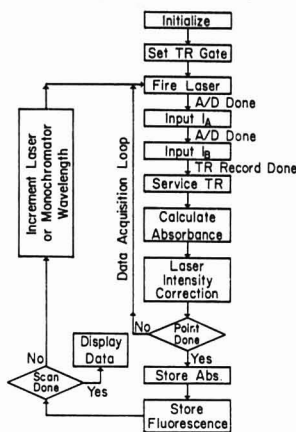 Initialize
Set TR Gate
Fire Laser
A/D Done
Input I_A
A/D Done
Input I_B
TR Record Done
Service TR
Calculate
Absorbance
Laser
Intensity
Correction
Point
Done
No
Yes
Store Abs.
Store
Fluorescence
Data Acquisition Loop
Increment Laser
or Monochromator
Wavelength
Display
Data
No
Scan
Done
Yes